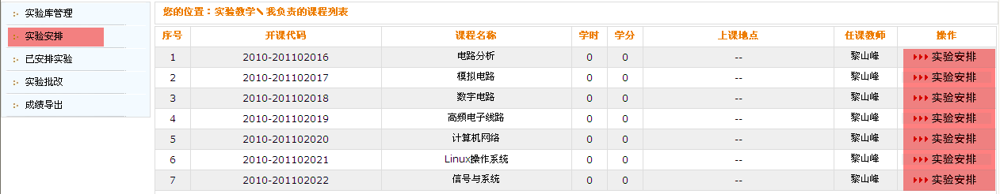 实验库管理
实验安排
已安排实验
实验批改
成绩导出
您的位置：实验教学\我负责的课程列表
序号 开课代码 课程名称 学时 学分 上课地点 任课教师 操作
1 2010-201102016 电路分析 0 0 -- 黎山峰 实验安排
2 2010-201102017 模拟电路 0 0 -- 黎山峰 实验安排
3 2010-201102018 数字电路 0 0 -- 黎山峰 实验安排
4 2010-201102019 高频电子线路 0 0 -- 黎山峰 实验安排
5 2010-201102020 计算机网络 0 0 -- 黎山峰 实验安排
6 2010-201102021 Linux操作系统 0 0 -- 黎山峰 实验安排
7 2010-201102022 信号与系统 0 0 -- 黎山峰 实验安排